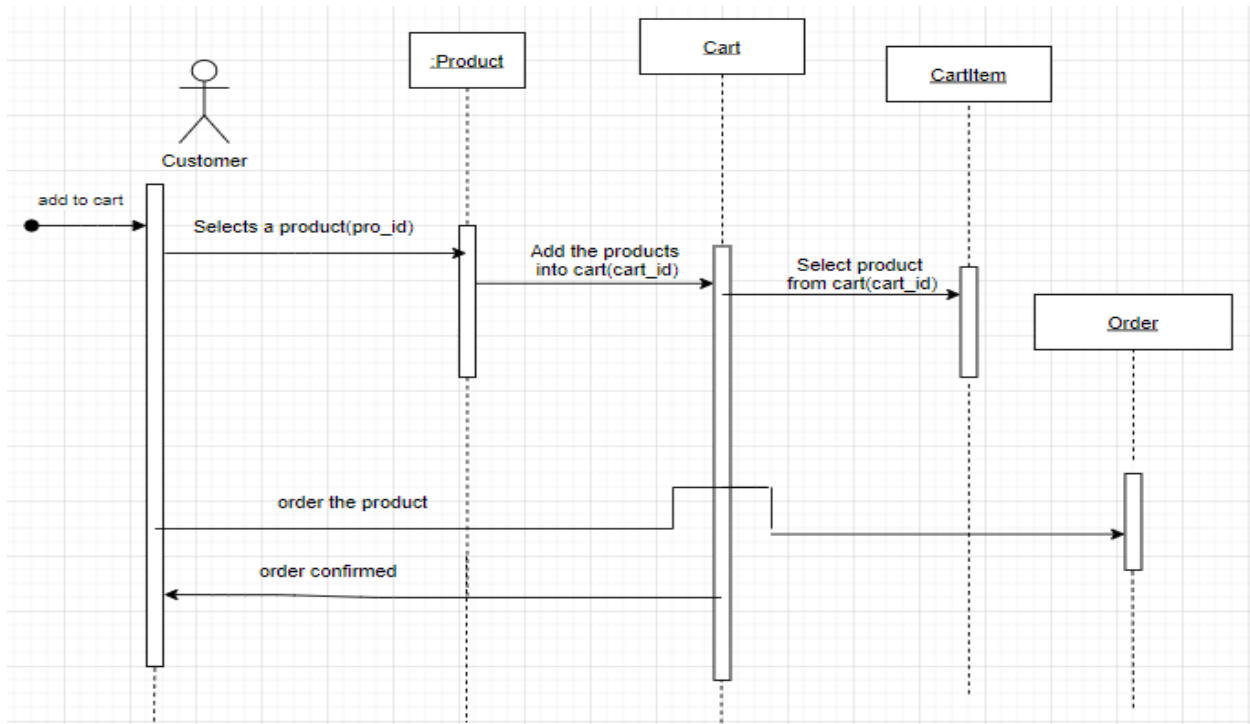 :Product
Cart
CartItem
Customer
add to cart
Selects a product(pro_id)
Add the products
into cart(cart_id)
Select product
from cart(cart_id)
Order
order the product
order confirmed